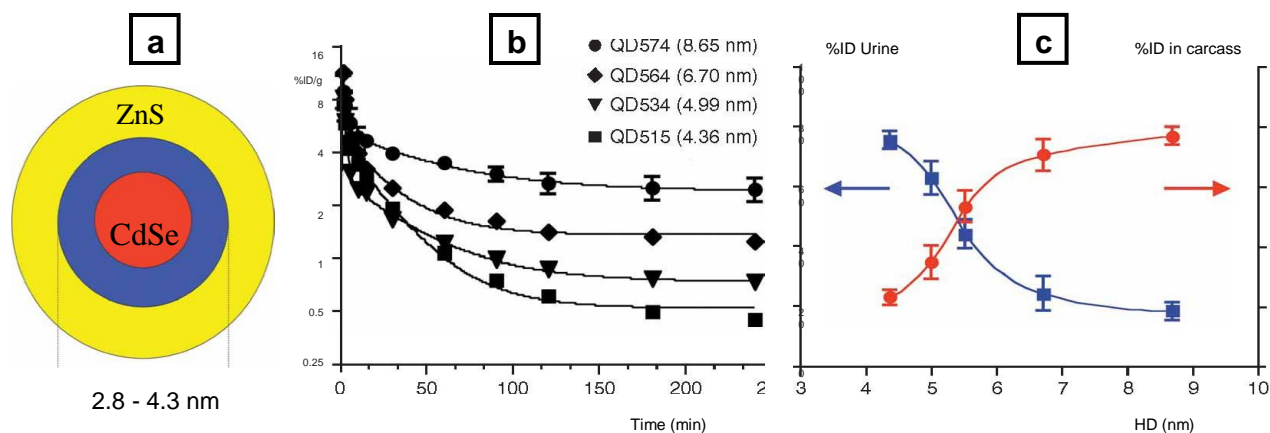 a
ZnS
CdSe
2.8 - 4.3 nm
b
%ID/g
16
8
4
2
1
0.5
0.25
QD574 (8.65 nm)
QD564 (6.70 nm)
QD534 (4.99 nm)
QD515 (4.36 nm)
0 50 100 150 200 2
Time (min)
c
%ID Urine
%ID in carcass
3 4 5 6 7 8 9 10
HD (nm)